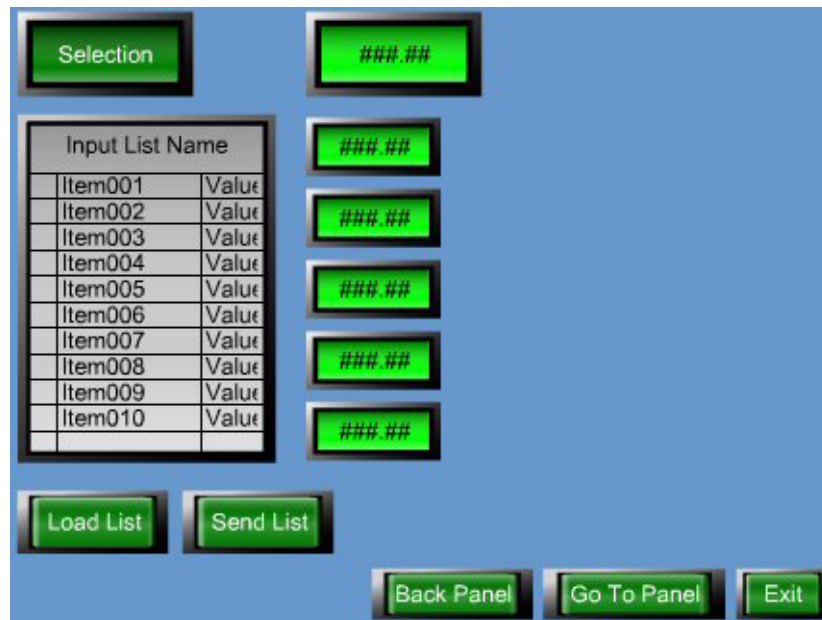 Selection
###.##
Input List Name
###.##
Item001 Value
Item002 Value
###.##
Item003 Value
Item004 Value
Item005 Value
###.##
Item006 Value
Item007 Value
Item008 Value
###.##
Item009 Value
Item010 Value
###.##
Load List Send List
Back Panel Go To Panel Exit